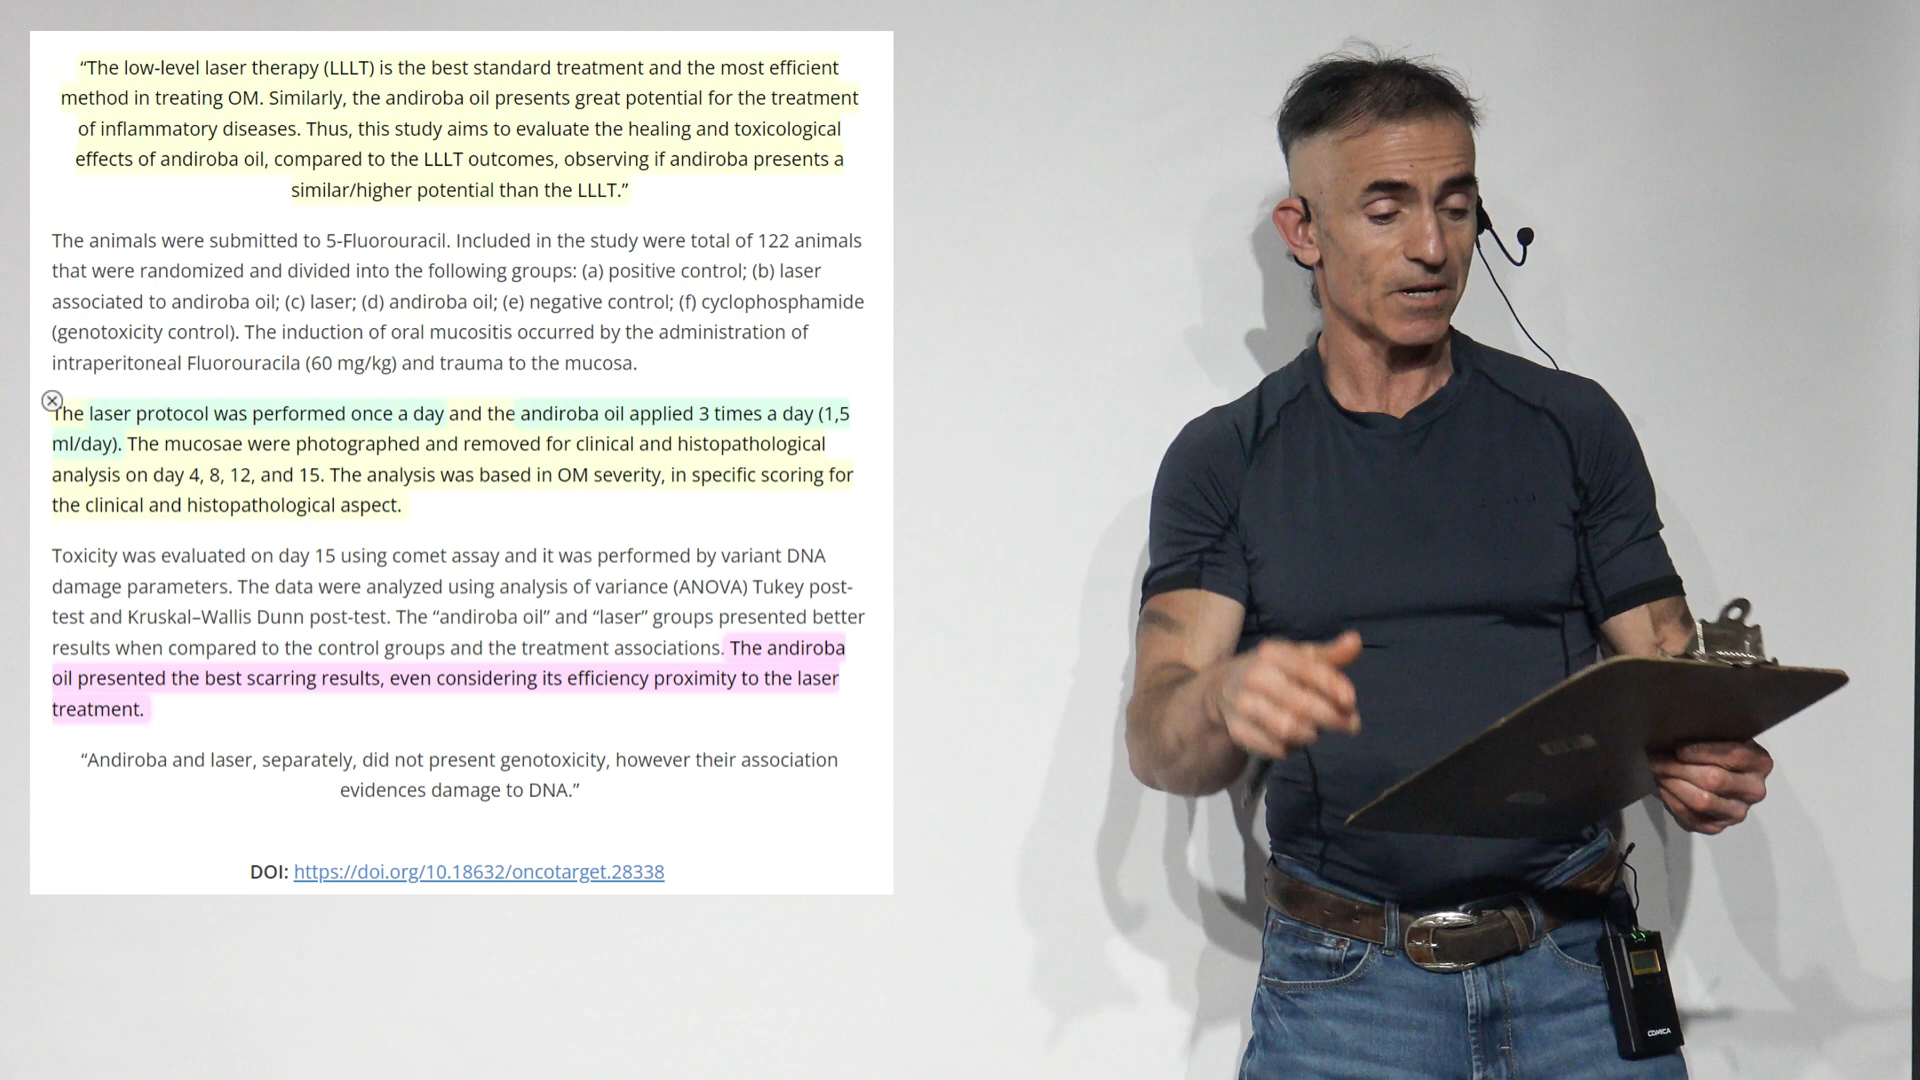 “The low-level laser therapy (LLLT) is the best standard treatment and the most efficient
method in treating OM. Similarly, the andiroba oil presents great potential for the treatment
of inflammatory diseases. Thus, this study aims to evaluate the healing and toxicological
effects of andiroba oil, compared to the LLLT outcomes, observing if andiroba presents a
similar/higher potential than the LLLT.”
The animals were submitted to 5-Fluorouracil. Included in the study were total of 122 animals
that were randomized and divided into the following groups: (a) positive control; (b) laser
associated to andiroba oil; (c) laser; (d) andiroba oil; (e) negative control; (f) cyclophosphamide
(genotoxicity control). The induction of oral mucositis occurred by the administration of
intraperitoneal Fluorouracila (60 mg/kg) and trauma to the mucosa.
The laser protocol was performed once a day and the andiroba oil applied 3 times a day (1,5
ml/day). The mucosae were photographed and removed for clinical and histopathological
analysis on day 4, 8, 12, and 15. The analysis was based in OM severity, in specific scoring for
the clinical and histopathological aspect.
Toxicity was evaluated on day 15 using comet assay and it was performed by variant DNA
damage parameters. The data were analyzed using analysis of variance (ANOVA) Tukey post-
test and Kruskal–Wallis Dunn post-test. The “andiroba oil” and “laser” groups presented better
results when compared to the control groups and the treatment associations. The andiroba
oil presented the best scarring results, even considering its efficiency proximity to the laser
treatment.
“Andiroba and laser, separately, did not present genotoxicity, however their association
evidences damage to DNA.”
DOI: https://doi.org/10.18632/oncotarget.28338
COMICA